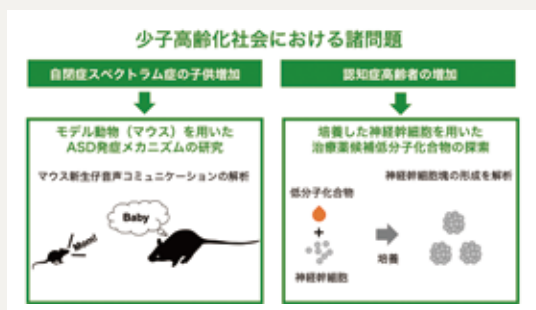 少子高齢化社会における諸問題
自閉症スペクトラム症の子供増加
モデル動物（マウス）を用いた
ASD発症メカニズムの研究
マウス新生仔音声コミュニケーションの解析
Baby
Mom!
認知症高齢者の増加
培養した神経幹細胞を用いた
治療薬候補低分子化合物の探索
神経幹細胞塊の形成を解析
低分子化合物
+
神経幹細胞
培養